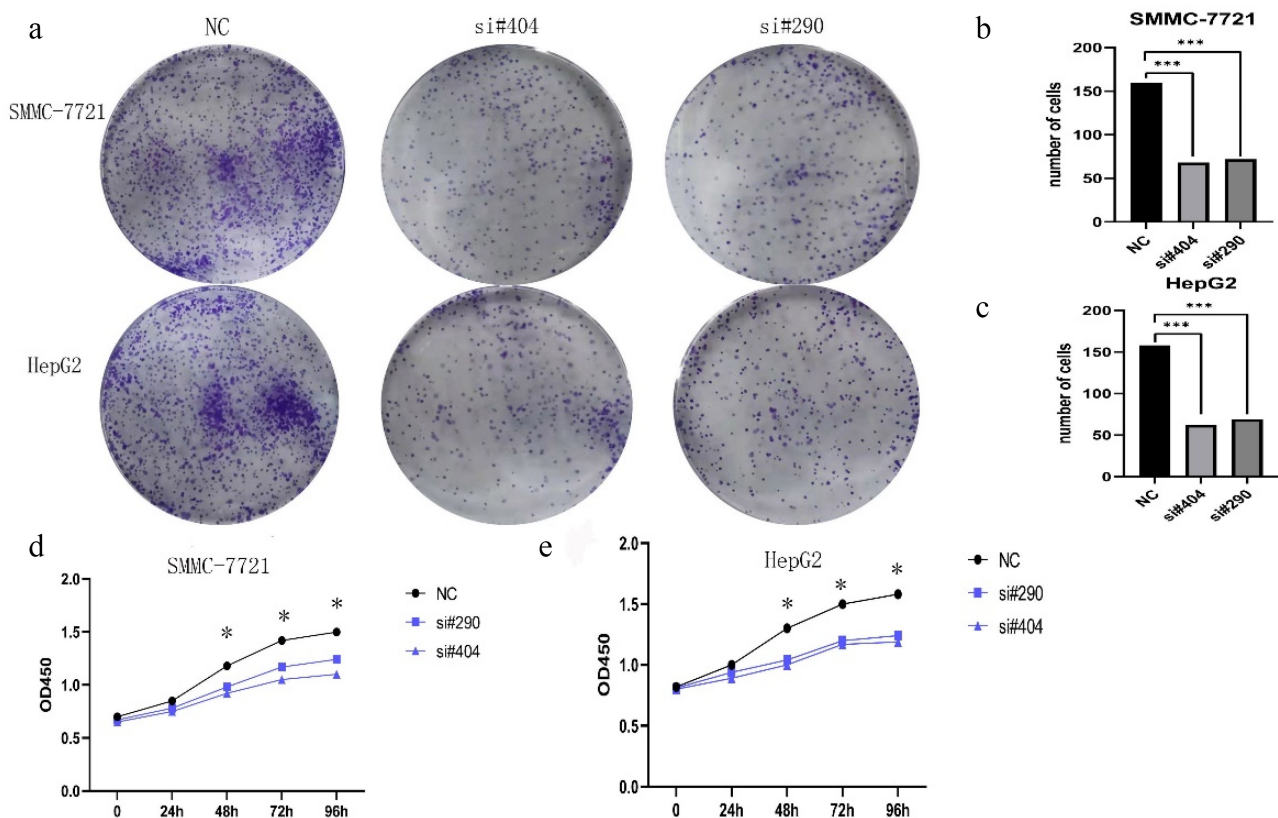 a
NC
si#404
si#290
SMMC-7721
HepG2
b
SMMC-7721
***
***
number of cells
200
150
100
50
0
NC
si#404
si#290
c
HepG2
***
***
number of cells
200
150
100
50
0
NC
si#404
si#290
d
SMMC-7721
OD450
2.0
1.5
1.0
0.5
0.0
* * *
0 24h 48h 72h 96h
NC
si#290
si#404
e
HepG2
OD450
2.0
1.5
1.0
0.5
0.0
* * *
0 24h 48h 72h 96h
NC
si#290
si#404